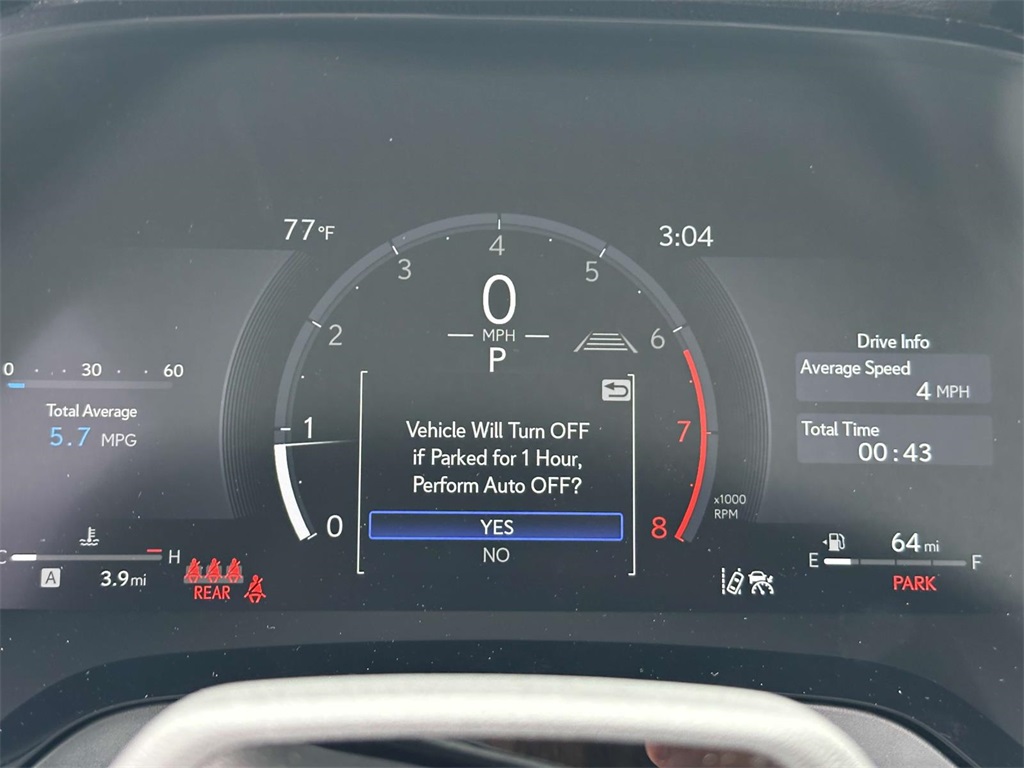 77°F
3:04
0
1
2
3
4
5
6
7
8
x1000
RPM
0
MPH
P
Vehicle Will Turn OFF
if Parked for 1 Hour,
Perform Auto OFF?
YES
NO
0 30 60
Total Average
5.7 MPG
C H
A 3.9 mi
REAR
Drive Info
Average Speed
4 MPH
Total Time
00:43
64 mi
E F
PARK